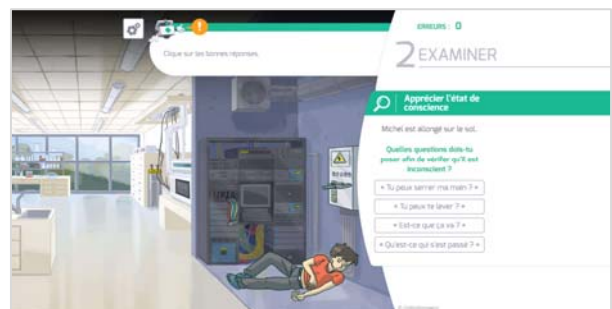 ERREURS : 0
Clique sur les bonnes réponses.
2 EXAMINER
Apprécier l'état de
conscience
Michel est allongé sur le sol.
Quelles questions dois-tu
poser afin de vérifier qu'il est
inconscient ?
« Tu peux serrer ma main ? »
« Tu peux te lever ? »
« Est-ce que ça va ? »
« Qu'est-ce qui s'est passé ? »